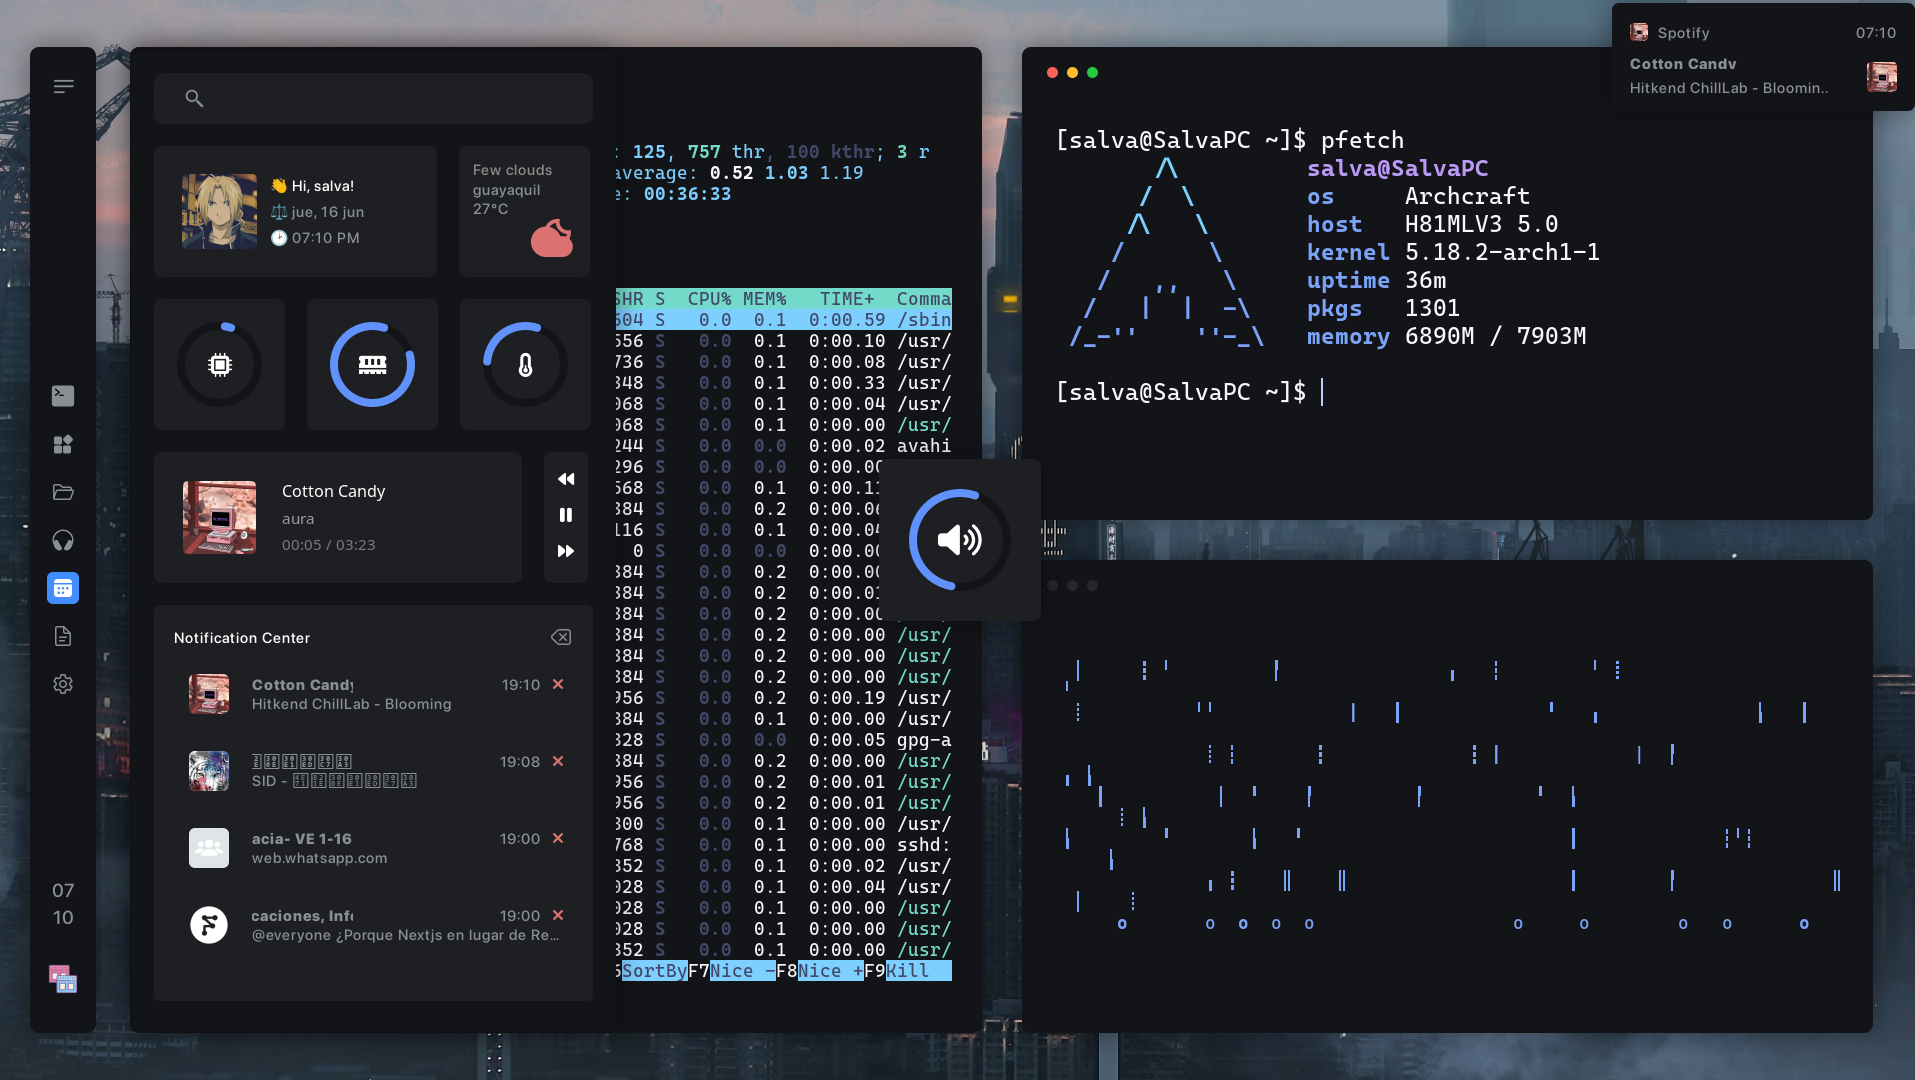 👋 Hi, salva!
⚖️ jue, 16 jun
🕑 07:10 PM
Few clouds
guayaquil
27°C
Cotton Candy
aura
00:05 / 03:23
Notification Center
Cotton Candy 19:10
Hitkend ChillLab - Blooming
19:08
SID -
acia- VE 1-16 19:00
web.whatsapp.com
caciones, Info 19:00
@everyone ¿Porque Nextjs en lugar de Re...
07
10
: 125, 757 thr, 100 kthr; 3 r
average: 0.52 1.03 1.19
e: 00:36:33
SHR S CPU% MEM% TIME+ Comma
604 S 0.0 0.1 0:00.59 /sbin
556 S 0.0 0.1 0:00.10 /usr/
736 S 0.0 0.1 0:00.08 /usr/
348 S 0.0 0.1 0:00.33 /usr/
068 S 0.0 0.1 0:00.04 /usr/
068 S 0.0 0.1 0:00.00 /usr/
244 S 0.0 0.0 0:00.02 avahi
296 S 0.0 0.0 0:00.00
568 S 0.0 0.1 0:00.11
384 S 0.0 0.2 0:00.06
116 S 0.0 0.1 0:00.04
0 S 0.0 0.0 0:00.00
384 S 0.0 0.2 0:00.00
384 S 0.0 0.2 0:00.01
384 S 0.0 0.2 0:00.00
384 S 0.0 0.2 0:00.00 /usr/
384 S 0.0 0.2 0:00.00 /usr/
384 S 0.0 0.2 0:00.00 /usr/
956 S 0.0 0.2 0:00.19 /usr/
384 S 0.0 0.1 0:00.00 /usr/
828 S 0.0 0.0 0:00.05 gpg-a
384 S 0.0 0.2 0:00.00 /usr/
956 S 0.0 0.2 0:00.01 /usr/
956 S 0.0 0.2 0:00.01 /usr/
300 S 0.0 0.1 0:00.00 /usr/
768 S 0.0 0.1 0:00.00 sshd:
352 S 0.0 0.1 0:00.02 /usr/
028 S 0.0 0.1 0:00.04 /usr/
028 S 0.0 0.1 0:00.00 /usr/
028 S 0.0 0.1 0:00.00 /usr/
352 S 0.0 0.1 0:00.00 /usr/
6SortByF7Nice -F8Nice +F9Kill
[salva@SalvaPC ~]$ pfetch
salva@SalvaPC
os Archcraft
host H81MLV3 5.0
kernel 5.18.2-arch1-1
uptime 36m
pkgs 1301
memory 6890M / 7903M
[salva@SalvaPC ~]$
Spotify 07:10
Cotton Candy
Hitkend ChillLab - Bloomin..